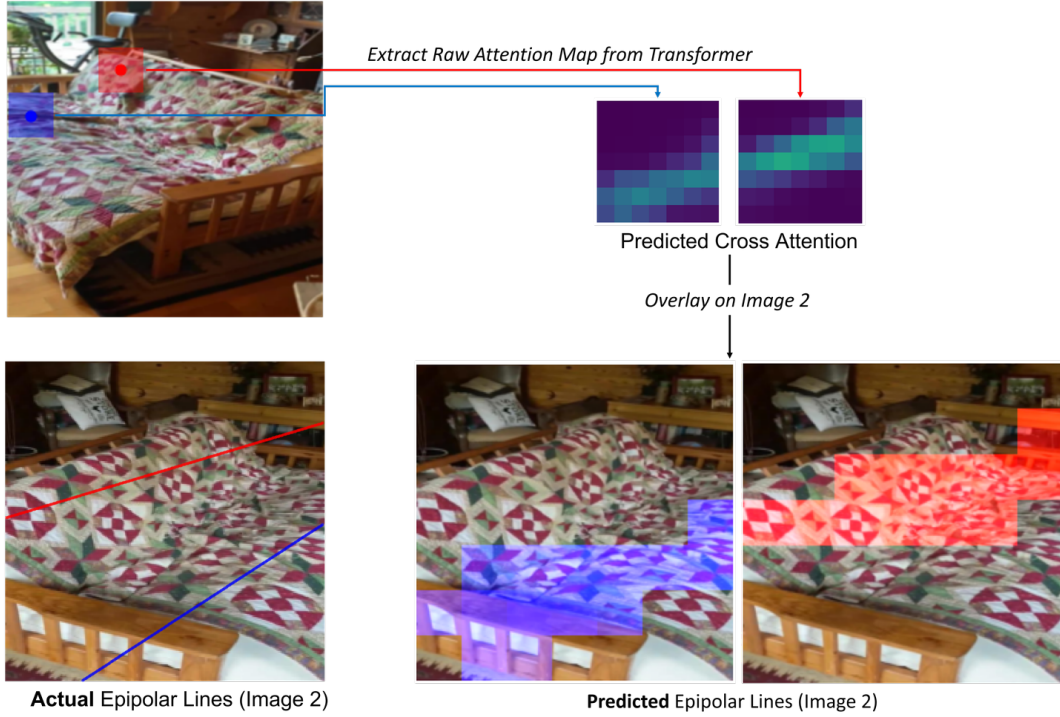 Extract Raw Attention Map from Transformer
Predicted Cross Attention
Overlay on Image 2
Actual Epipolar Lines (Image 2)
Predicted Epipolar Lines (Image 2)